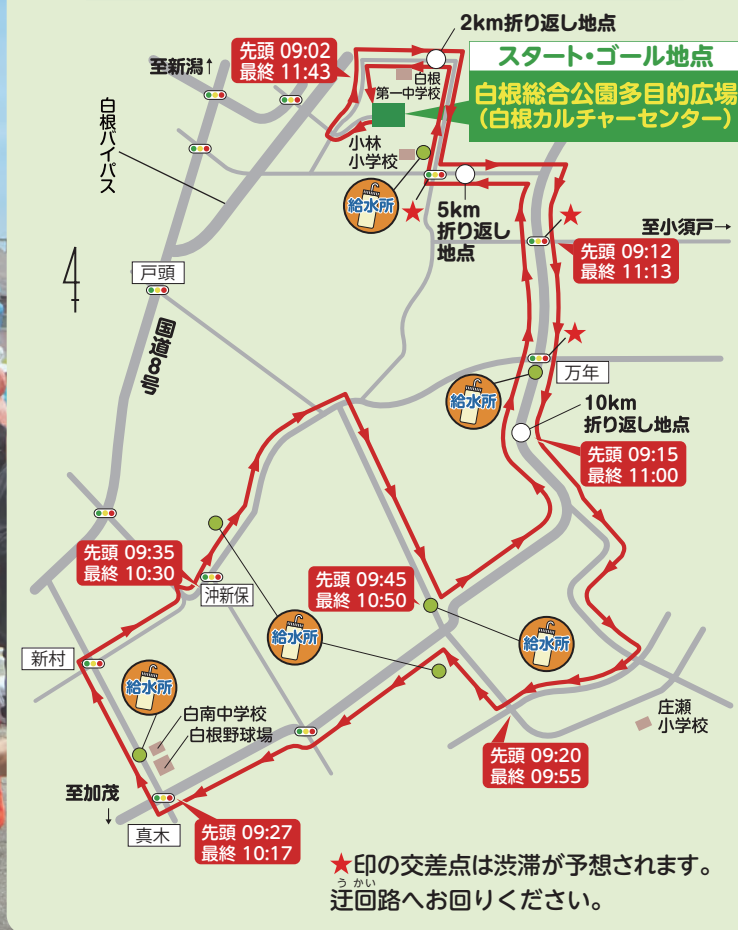 2km折り返し地点
先頭 09:02
最終 11:43
スタート・ゴール地点
白根総合公園多目的広場
(白根カルチャーセンター)
至新潟↑
白根
第一中学校
白根バイパス
小林
小学校
給水所
★
5km
折り返し
地点
★
至小須戸→
先頭 09:12
最終 11:13
戸頭
国道8号
★
万年
給水所
10km
折り返し地点
先頭 09:15
最終 11:00
先頭 09:35
最終 10:30
沖新保
先頭 09:45
最終 10:50
給水所
給水所
新村
給水所
白南中学校
白根野球場
庄瀬
小学校
先頭 09:20
最終 09:55
至加茂
↓
真木
先頭 09:27
最終 10:17
★印の交差点は渋滞が予想されます。
うかい
迂回路へお回りください。